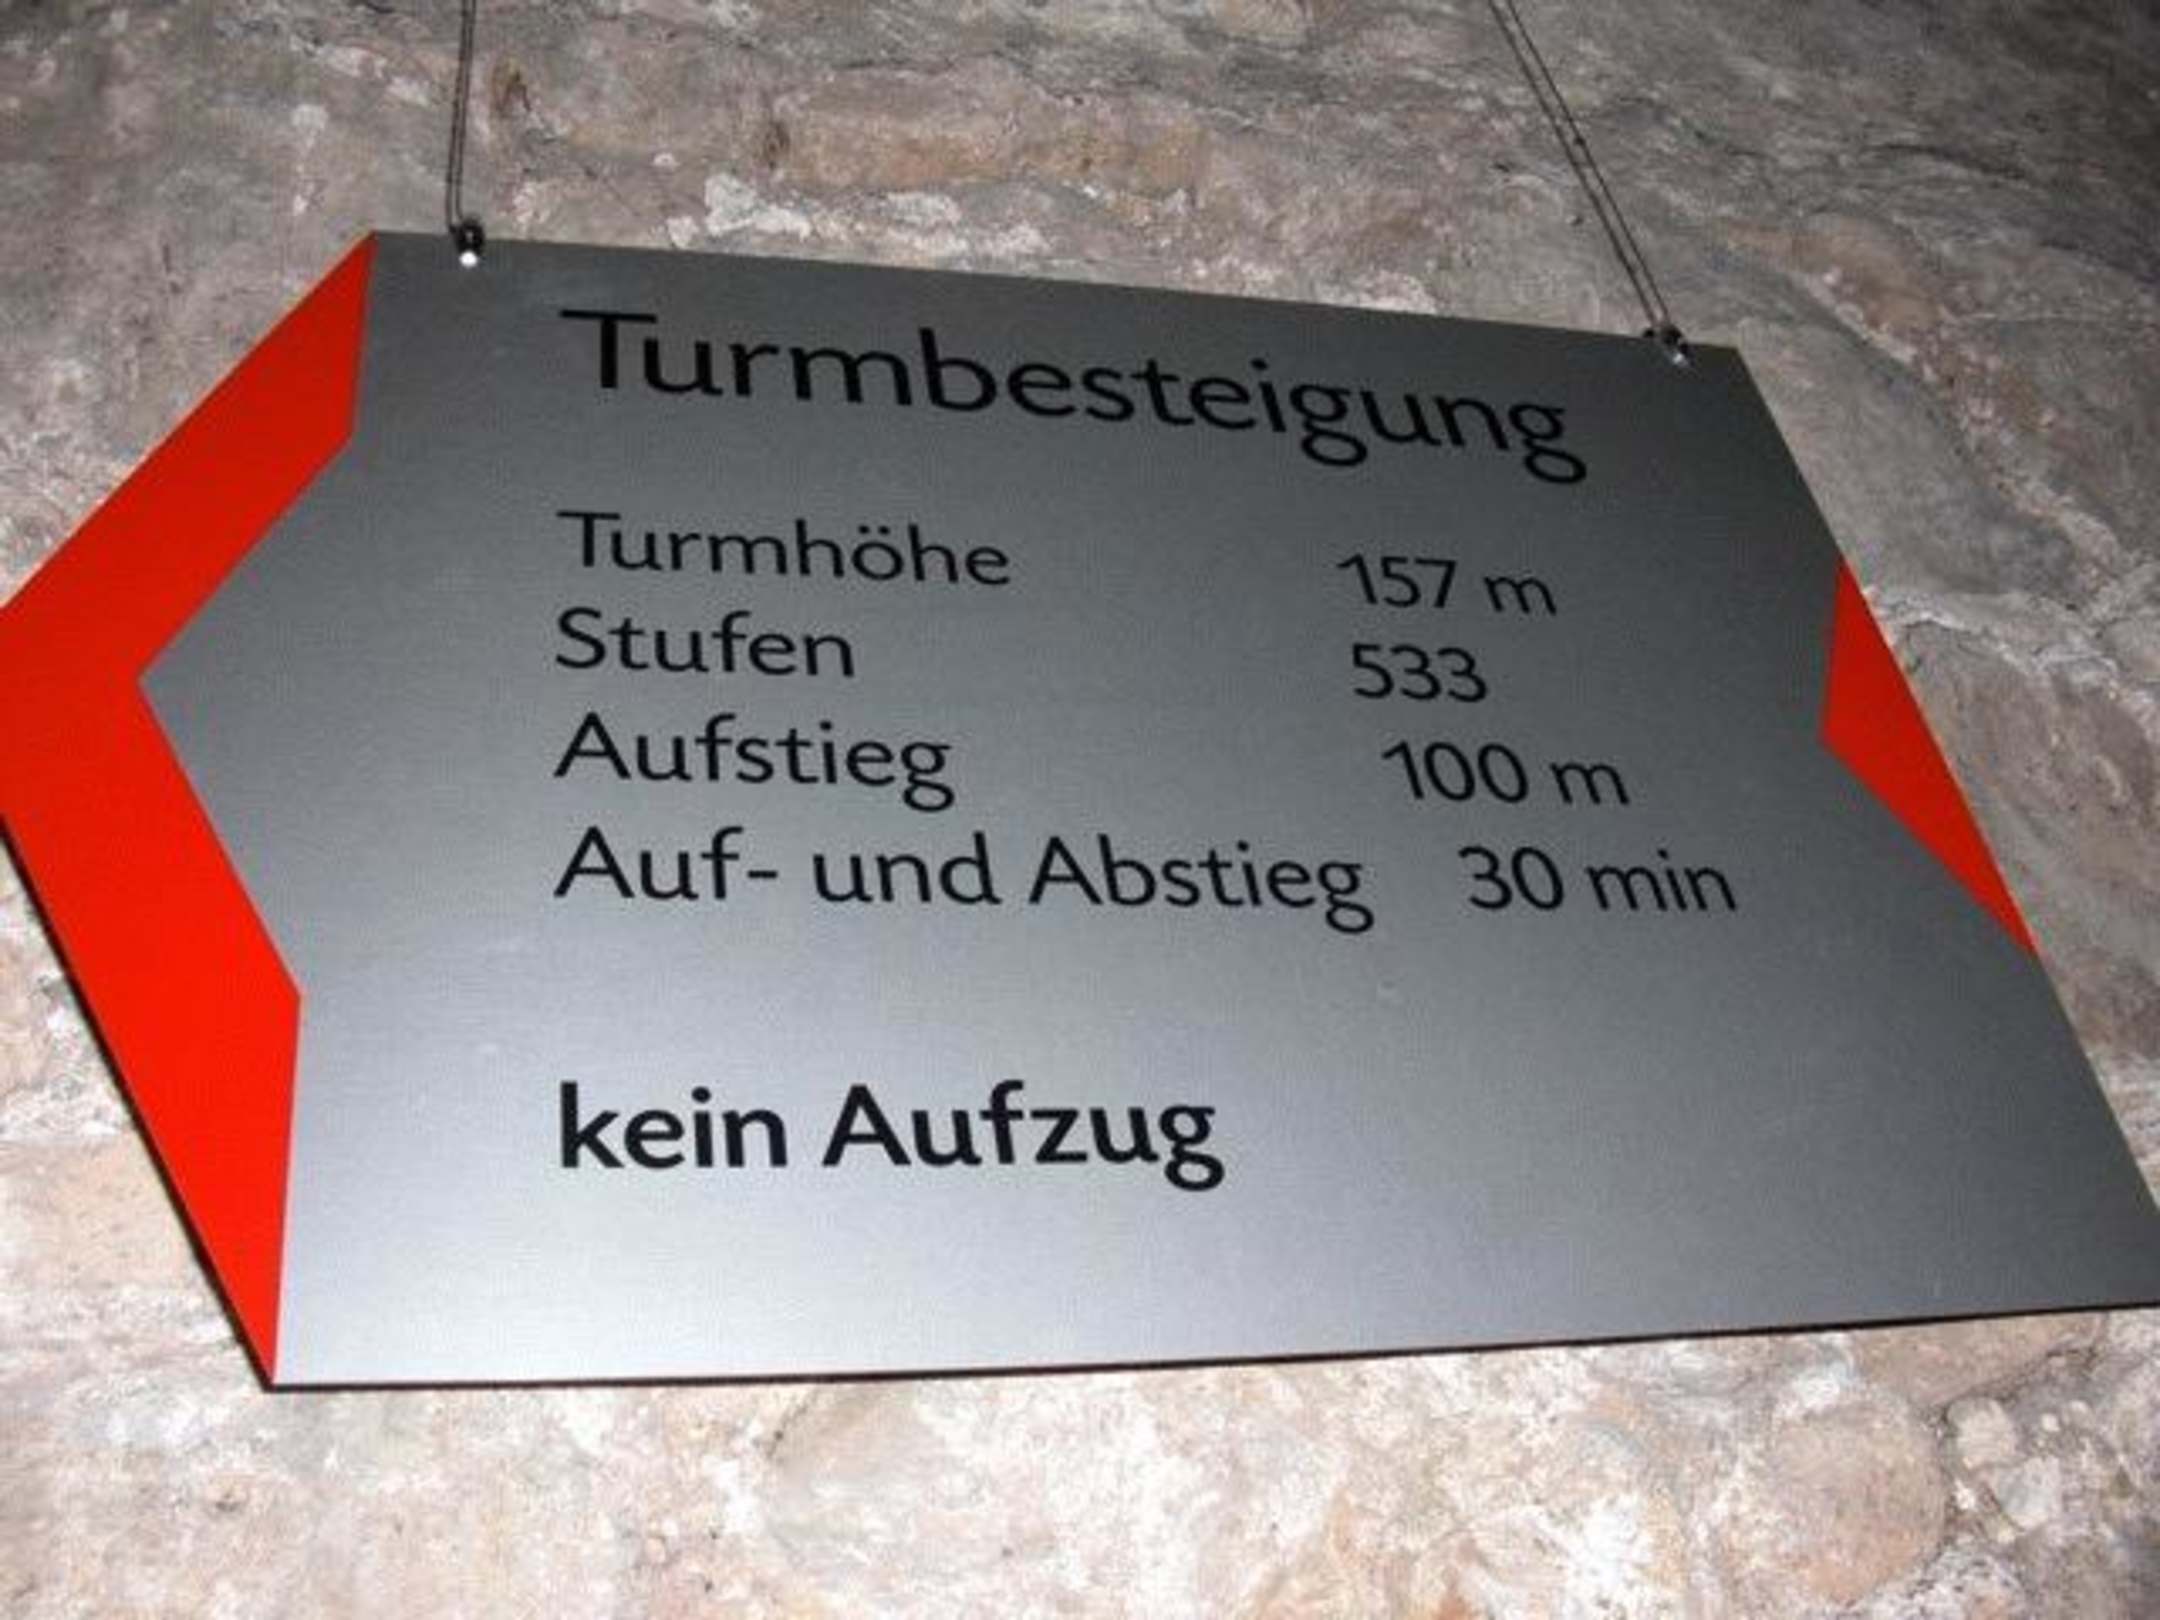 Turmbesteigung
Turmhöhe 157 m
Stufen 533
Aufstieg 100 m
Auf- und Abstieg 30 min
kein Aufzug